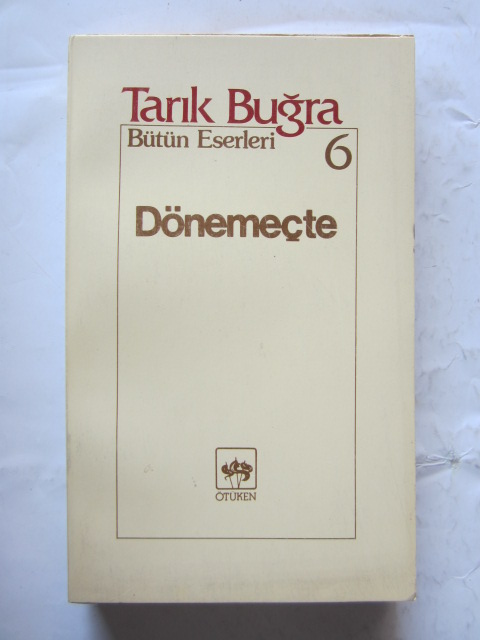 Tarık Buğra
Bütün Eserleri 6
Dönemeçte
ÖTÜKEN